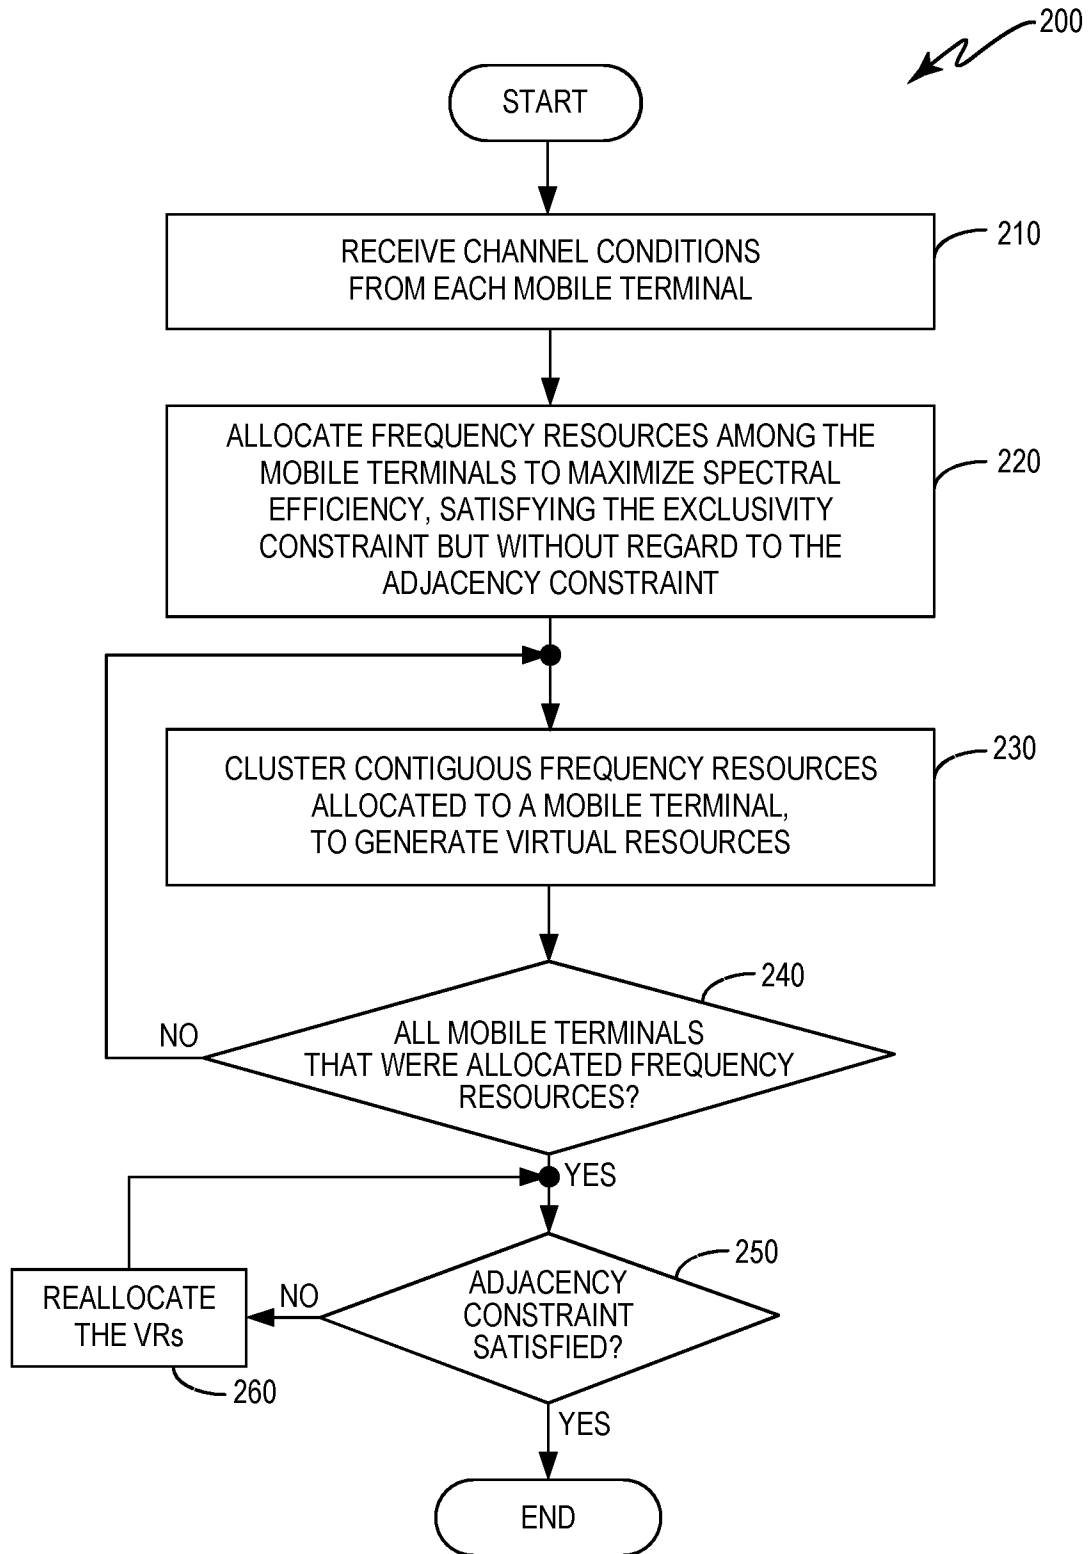 200
START
RECEIVE CHANNEL CONDITIONS
FROM EACH MOBILE TERMINAL
210
ALLOCATE FREQUENCY RESOURCES AMONG THE
MOBILE TERMINALS TO MAXIMIZE SPECTRAL
EFFICIENCY, SATISFYING THE EXCLUSIVITY
CONSTRAINT BUT WITHOUT REGARD TO THE
ADJACENCY CONSTRAINT
220
CLUSTER CONTIGUOUS FREQUENCY RESOURCES
ALLOCATED TO A MOBILE TERMINAL,
TO GENERATE VIRTUAL RESOURCES
230
240
NO
ALL MOBILE TERMINALS
THAT WERE ALLOCATED FREQUENCY
RESOURCES?
YES
250
ADJACENCY
CONSTRAINT
SATISFIED?
NO
REALLOCATE
THE VRs
260
YES
END